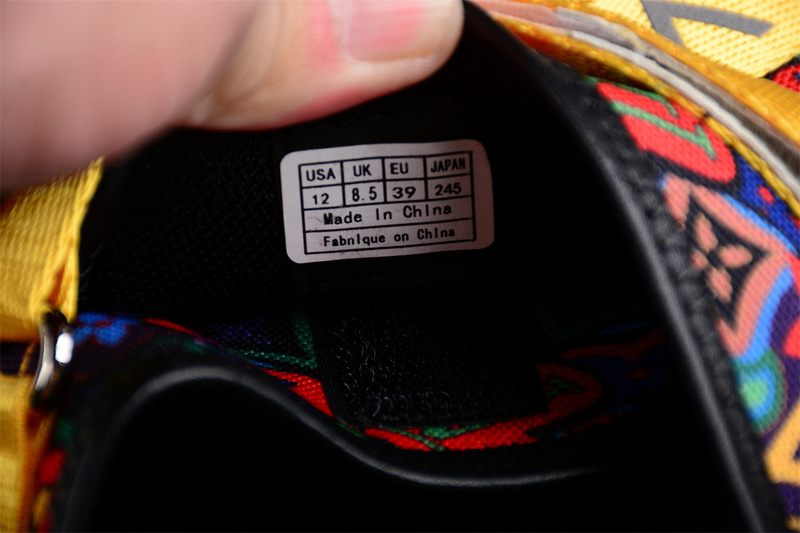 USA UK EU JAPAN
12 8.5 39 245
Made In China
Fabnique on China